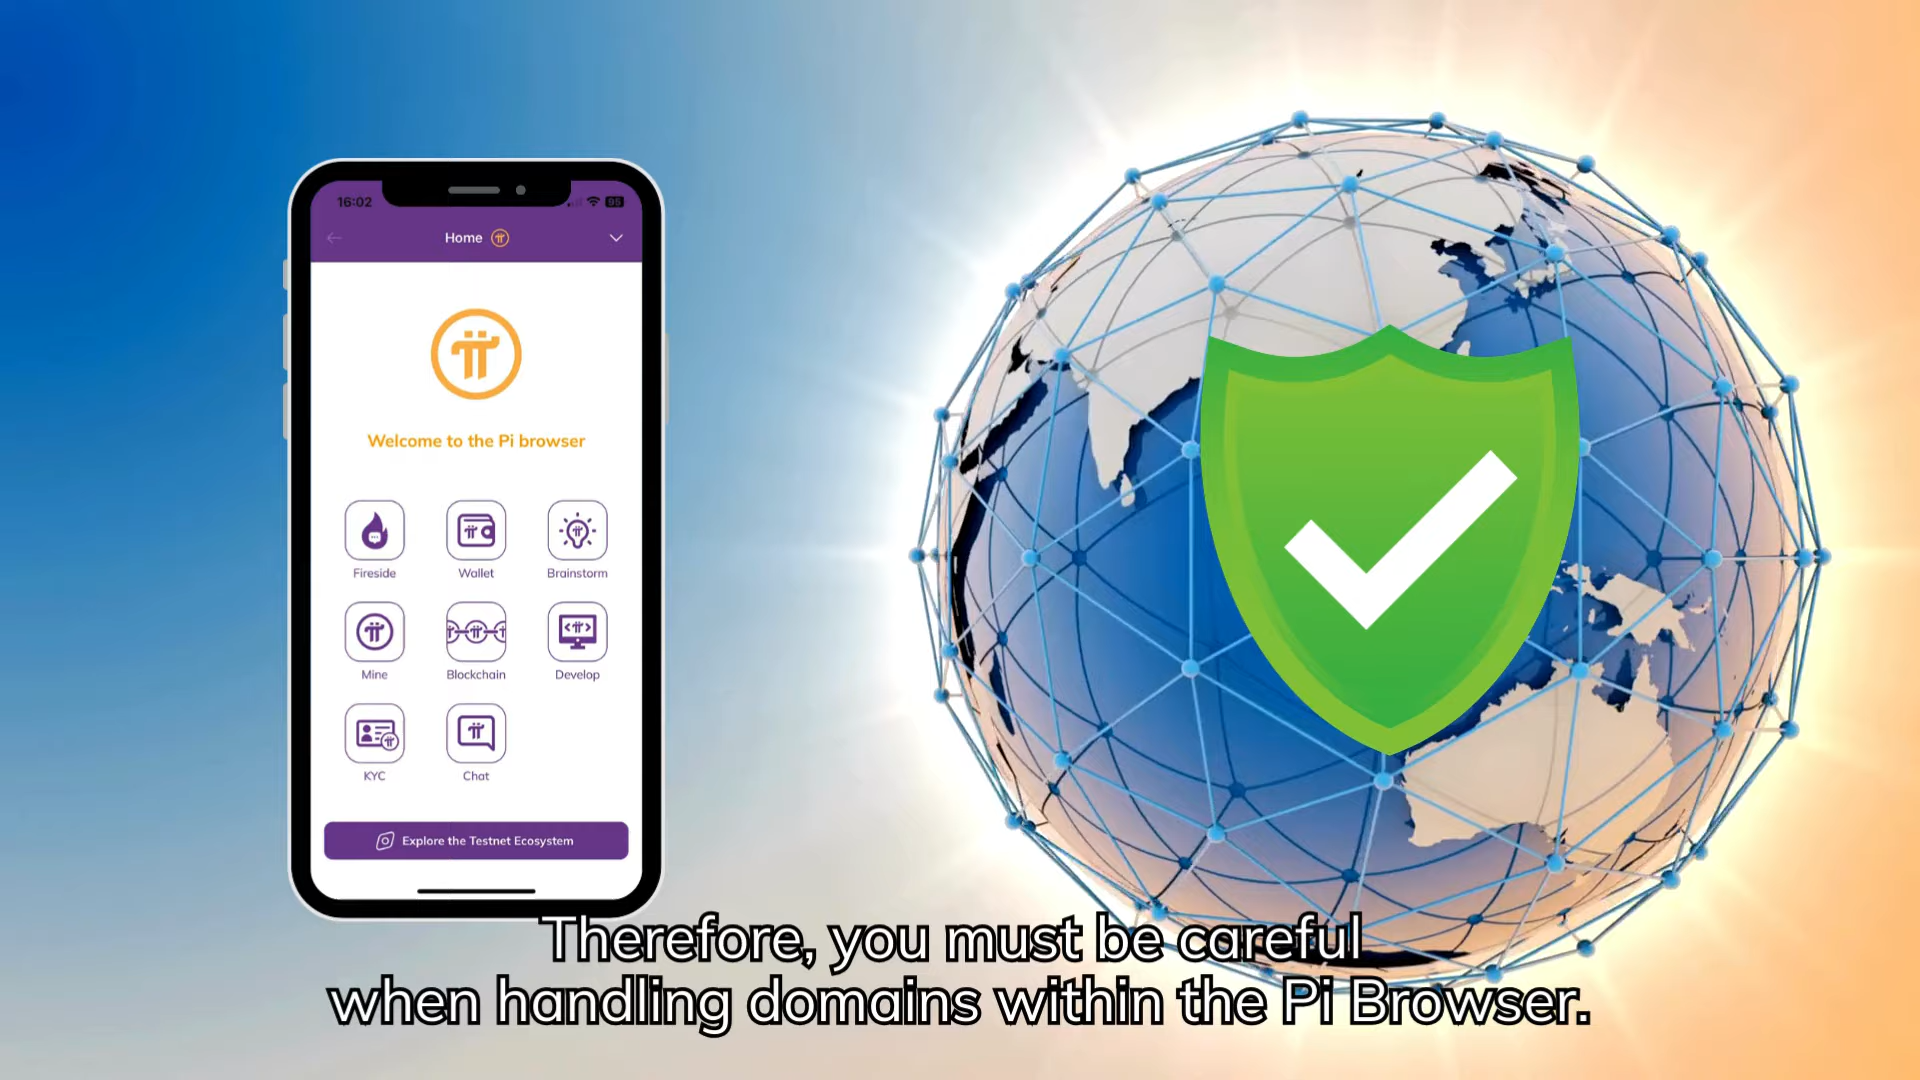 16:02
95
Home
Welcome to the Pi browser
Fireside
Wallet
Brainstorm
Mine
Blockchain
Develop
KYC
Chat
Explore the Testnet Ecosystem
Therefore, you must be careful
when handling domains within the Pi Browser.